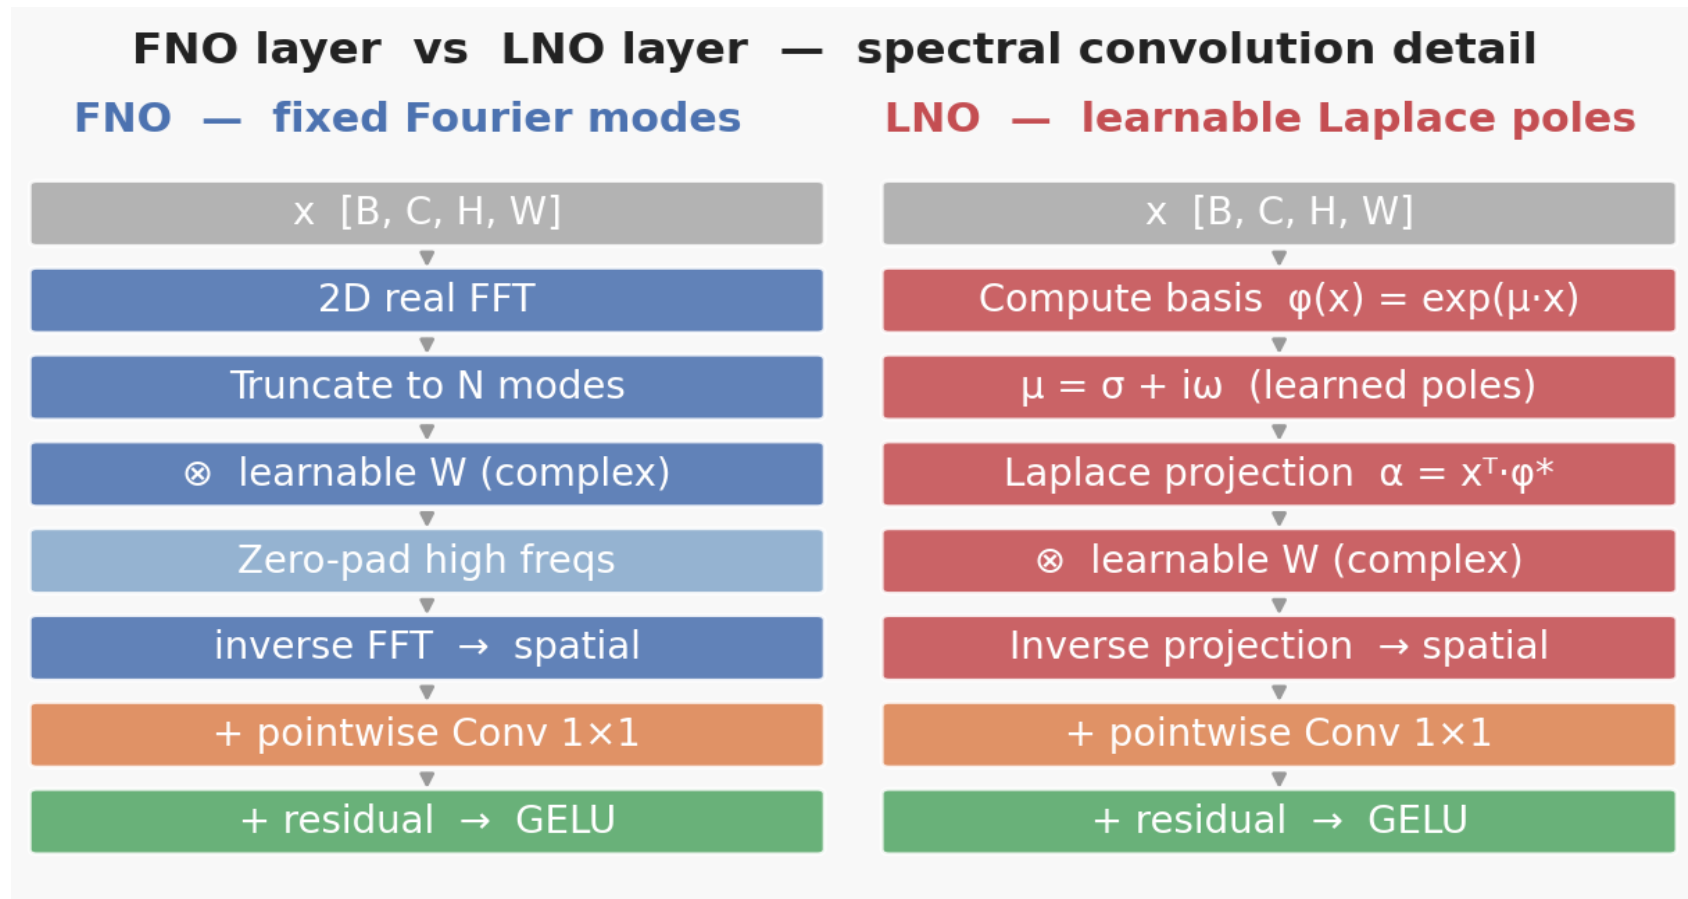 FNO layer vs LNO layer — spectral convolution detail
FNO — fixed Fourier modes
x [B, C, H, W]
2D real FFT
Truncate to N modes
⊗ learnable W (complex)
Zero-pad high freqs
inverse FFT → spatial
+ pointwise Conv 1×1
+ residual → GELU
LNO — learnable Laplace poles
x [B, C, H, W]
Compute basis φ(x) = exp(μ·x)
μ = σ + iω (learned poles)
Laplace projection α = xᵀ·φ*
⊗ learnable W (complex)
Inverse projection → spatial
+ pointwise Conv 1×1
+ residual → GELU